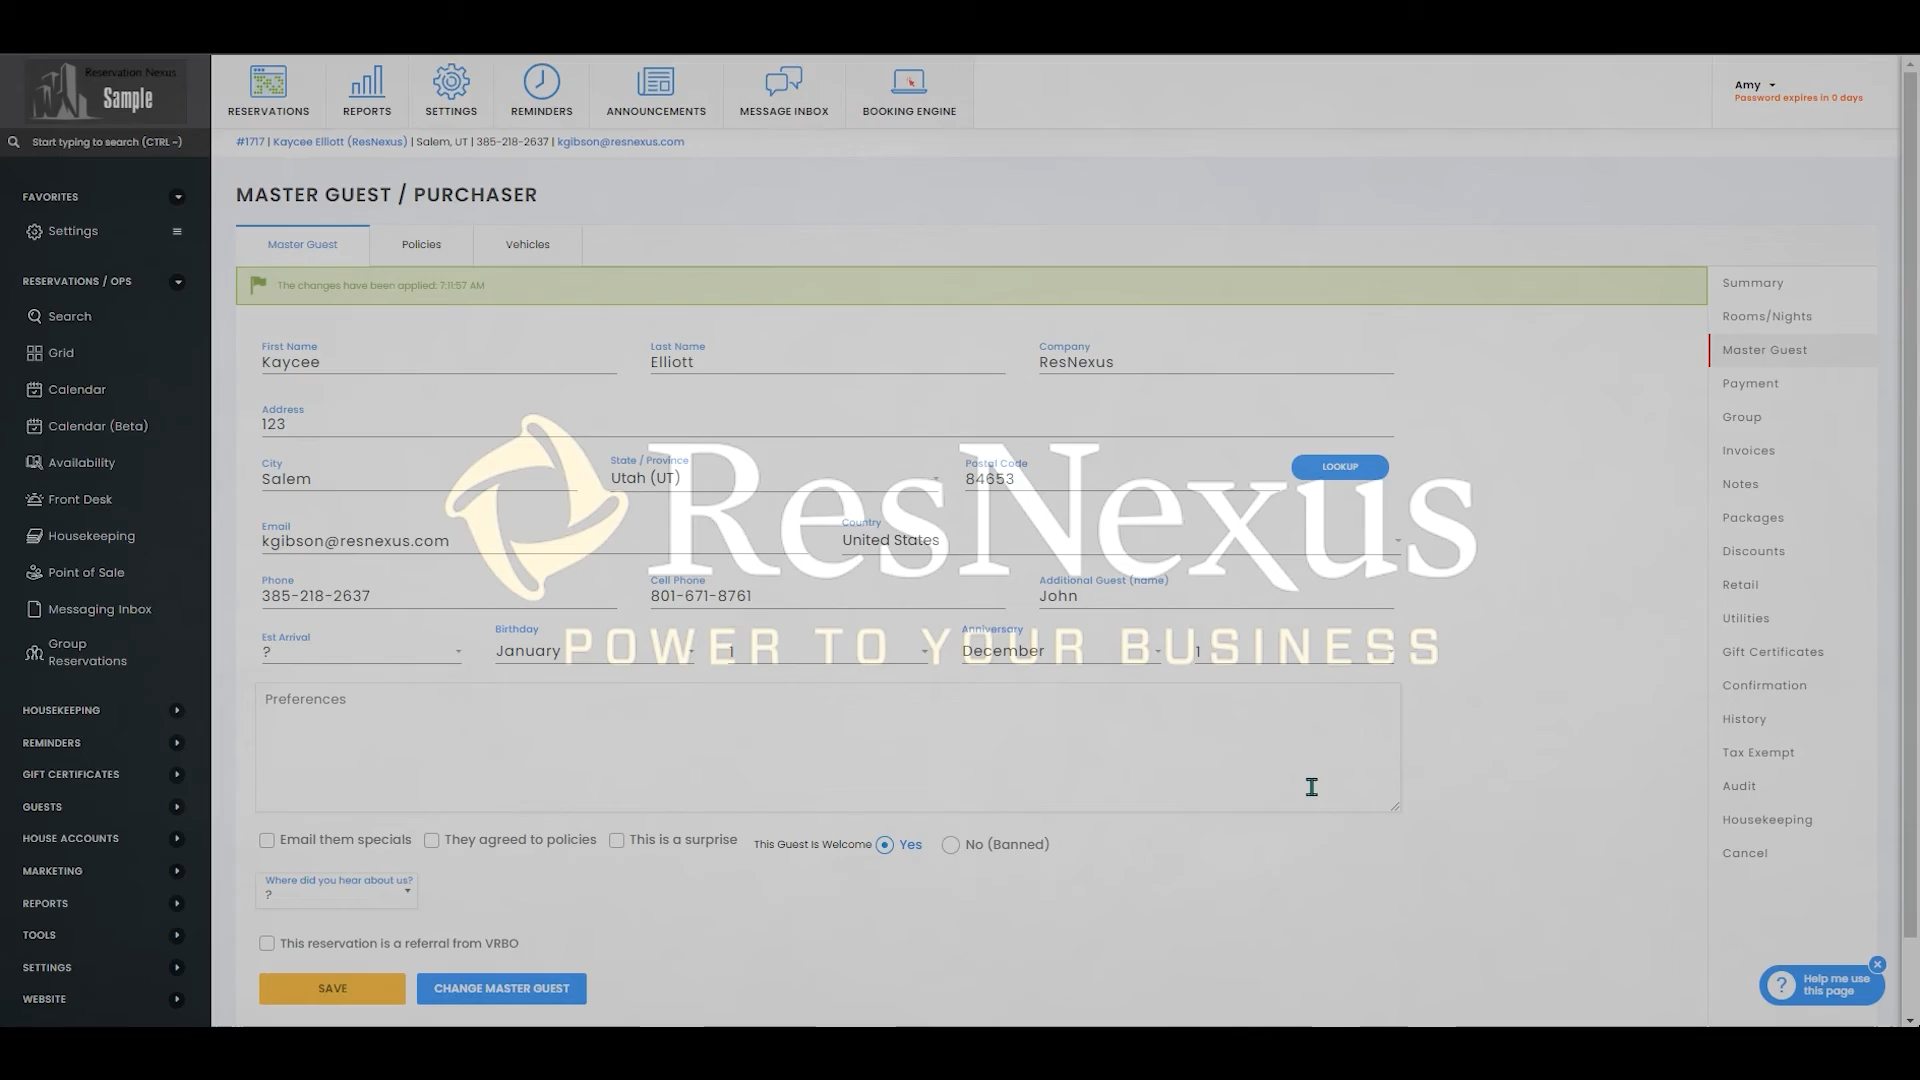 Reservation Nexus
Sample
RESERVATIONS
REPORTS
SETTINGS
REMINDERS
ANNOUNCEMENTS
MESSAGE INBOX
BOOKING ENGINE
Amy
Password expires in 0 days
Start typing to search (CTRL ~)
#1717 | Kaycee Elliott (ResNexus) | Salem, UT | 385-218-2637 | kgibson@resnexus.com
FAVORITES
Settings
RESERVATIONS / OPS
Search
Grid
Calendar
Calendar (Beta)
Availability
Front Desk
Housekeeping
Point of Sale
Messaging Inbox
Group
Reservations
HOUSEKEEPING
REMINDERS
GIFT CERTIFICATES
GUESTS
HOUSE ACCOUNTS
MARKETING
REPORTS
TOOLS
SETTINGS
WEBSITE
MASTER GUEST / PURCHASER
Master Guest
Policies
Vehicles
The changes have been applied: 7:11:57 AM
First Name
Kaycee
Last Name
Elliott
Company
ResNexus
Address
123
City
Salem
State / Province
Utah (UT)
Postal Code
84653
LOOKUP
Email
kgibson@resnexus.com
Country
United States
Phone
385-218-2637
Cell Phone
801-671-8761
Additional Guest (name)
John
Est Arrival
?
Birthday
January
1
Anniversary
December
1
ResNexus
POWER TO YOUR BUSINESS
Preferences
Email them specials
They agreed to policies
This is a surprise
This Guest Is Welcome
Yes
No (Banned)
Where did you hear about us?
?
This reservation is a referral from VRBO
SAVE
CHANGE MASTER GUEST
Summary
Rooms/Nights
Master Guest
Payment
Group
Invoices
Notes
Packages
Discounts
Retail
Utilities
Gift Certificates
Confirmation
History
Tax Exempt
Audit
Housekeeping
Cancel
? Help me use
this page